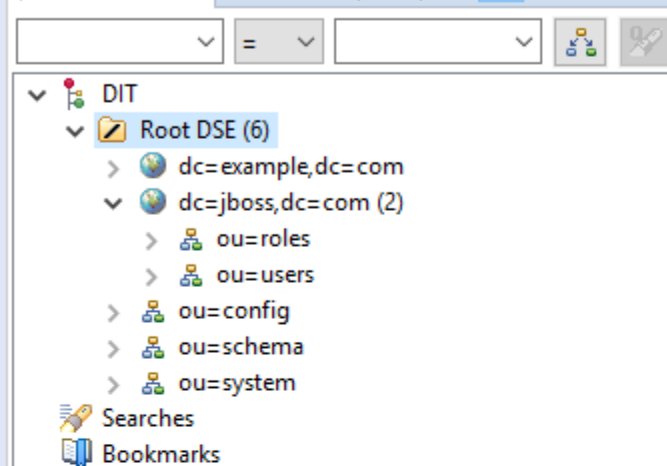 =
DIT
Root DSE (6)
dc=example,dc=com
dc=jboss,dc=com (2)
ou=roles
ou=users
ou=config
ou=schema
ou=system
Searches
Bookmarks